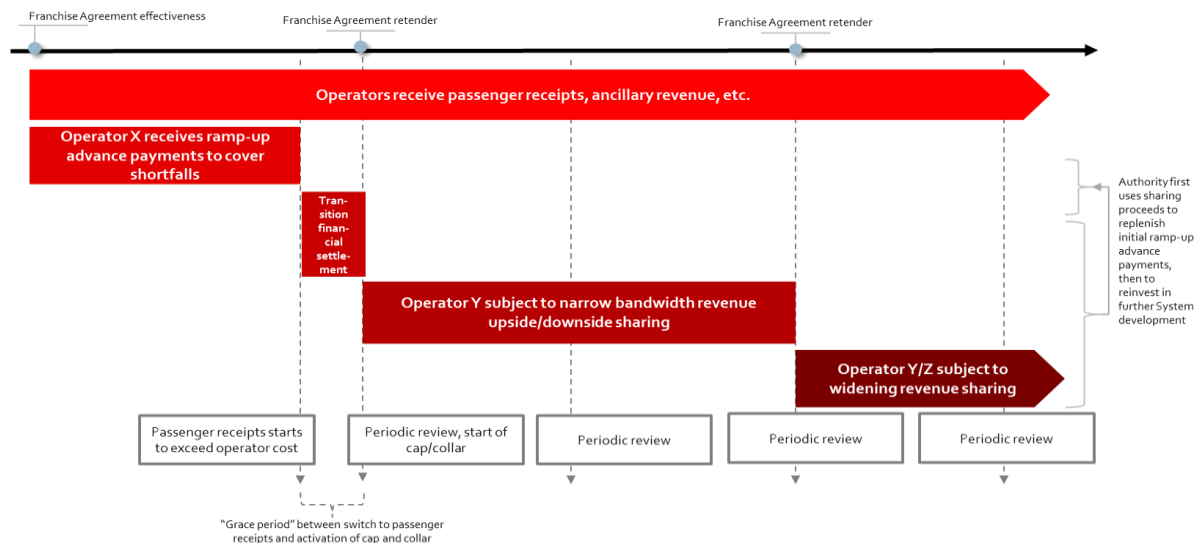 Franchise Agreement effectiveness
Franchise Agreement retender
Franchise Agreement retender
Operators receive passenger receipts, ancillary revenue, etc.
Operator X receives ramp-up
advance payments to cover
shortfalls
Tran-
sition
finan-
cial
settle-
ment
Operator Y subject to narrow bandwidth revenue
upside/downside sharing
Operator Y/Z subject to
widening revenue sharing
Authority first
uses sharing
proceeds to
replenish
initial ramp-up
advance
payments,
then to
reinvest in
further System
development
Passenger receipts starts
to exceed operator cost
Periodic review, start of
cap/collar
Periodic review
Periodic review
Periodic review
“Grace period” between switch to passenger
receipts and activation of cap and collar